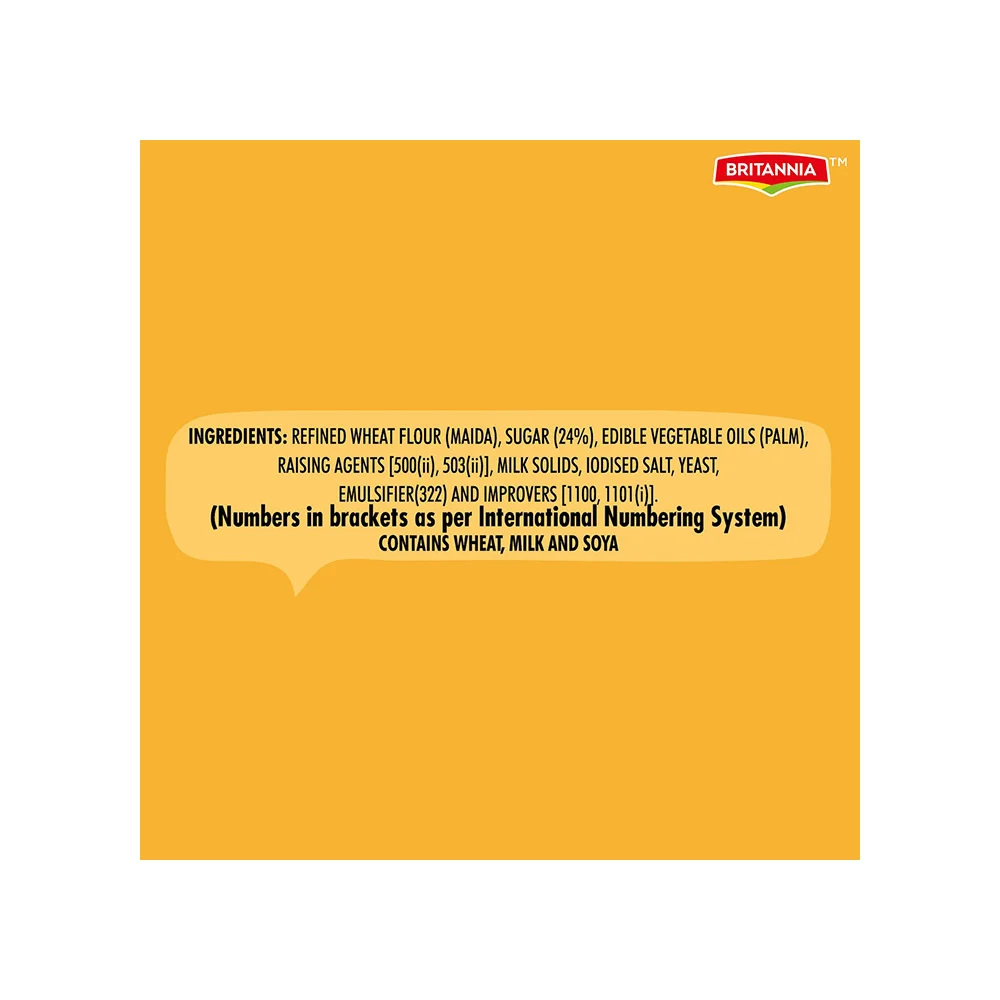 BRITANNIA™
INGREDIENTS: REFINED WHEAT FLOUR (MAIDA), SUGAR (24%), EDIBLE VEGETABLE OILS (PALM),
RAISING AGENTS [500(ii), 503(ii)], MILK SOLIDS, IODISED SALT, YEAST,
EMULSIFIER(322) AND IMPROVERS [1100, 1101(i)].
(Numbers in brackets as per International Numbering System)
CONTAINS WHEAT, MILK AND SOYA